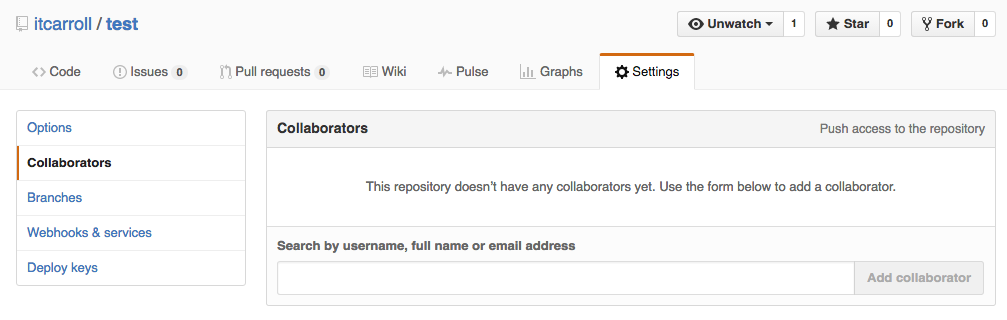 itcarroll / test
Unwatch 1 Star 0 Fork 0
Code Issues 0 Pull requests 0 Wiki Pulse Graphs Settings
Options
Collaborators
Branches
Webhooks & services
Deploy keys
Collaborators Push access to the repository
This repository doesn’t have any collaborators yet. Use the form below to add a collaborator.
Search by username, full name or email address
Add collaborator